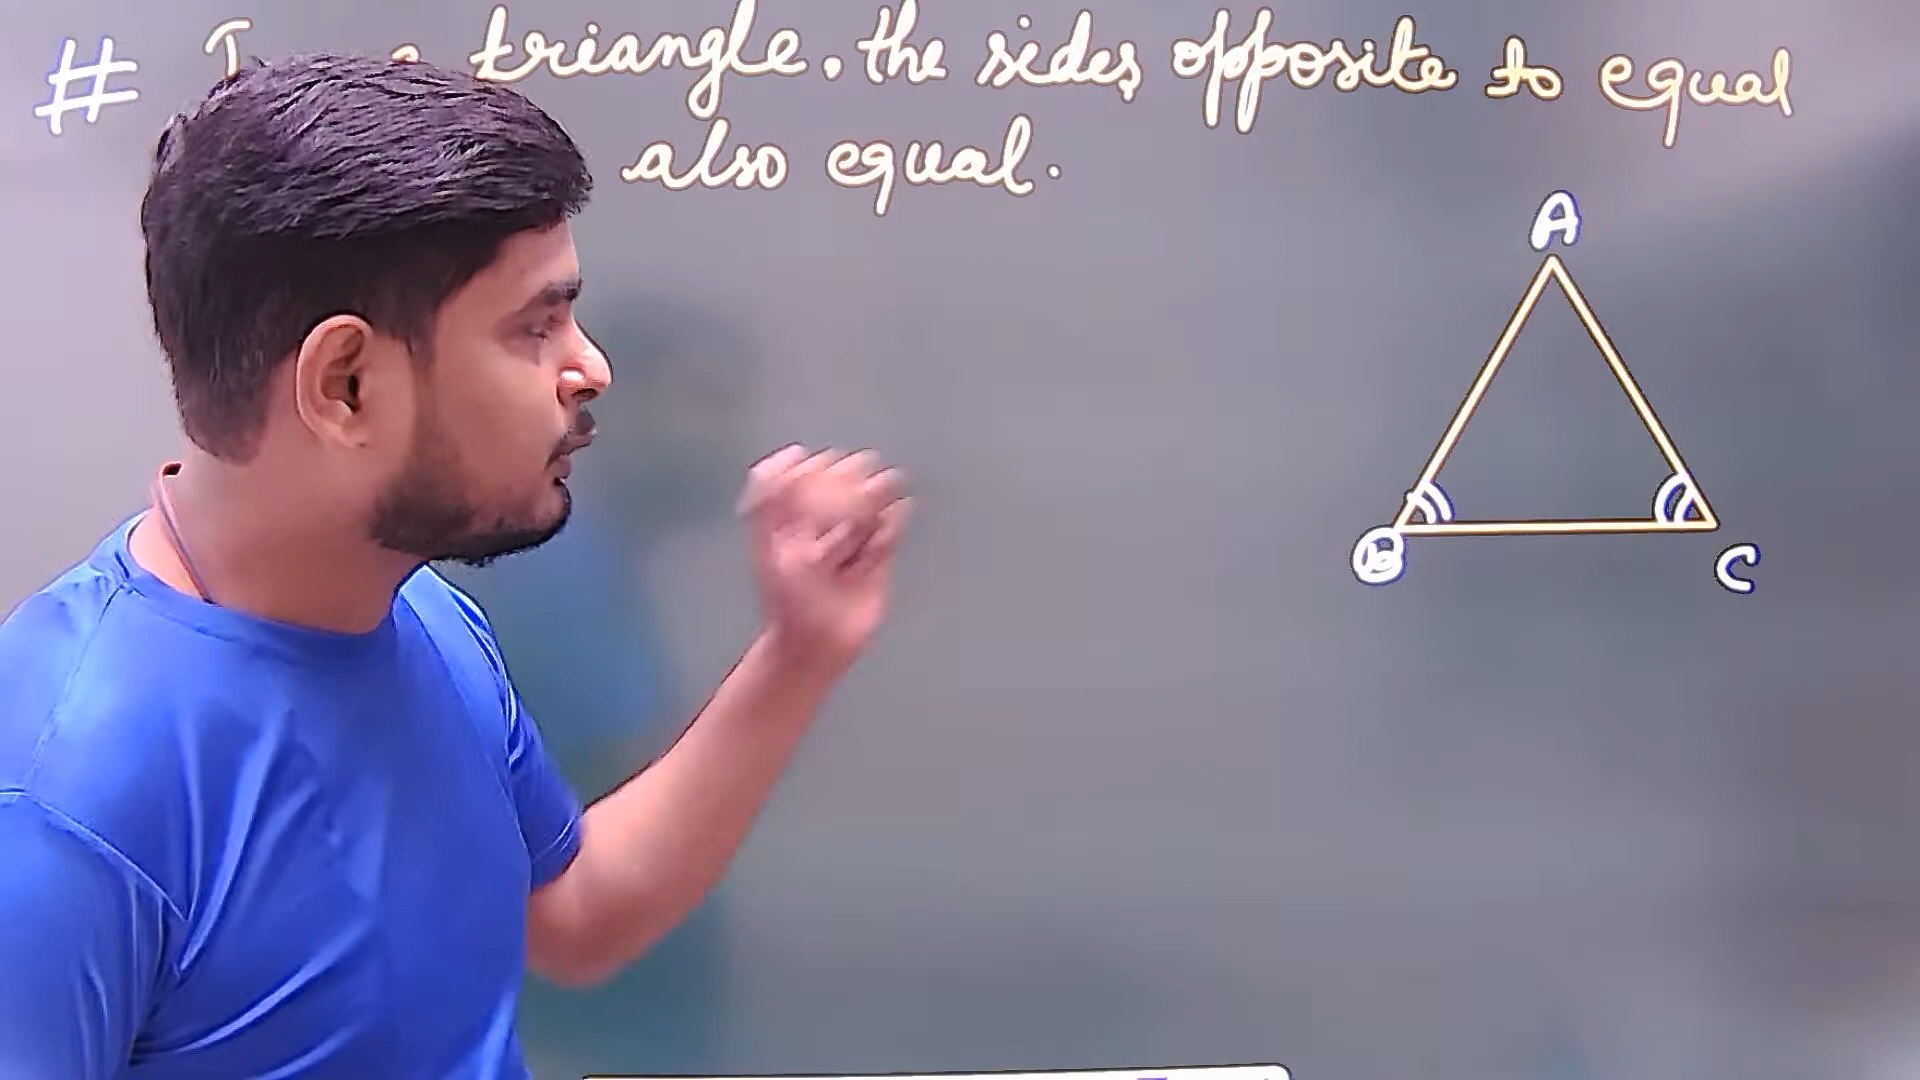 # triangle, the sides opposite to equal
also equal.
A
B
C